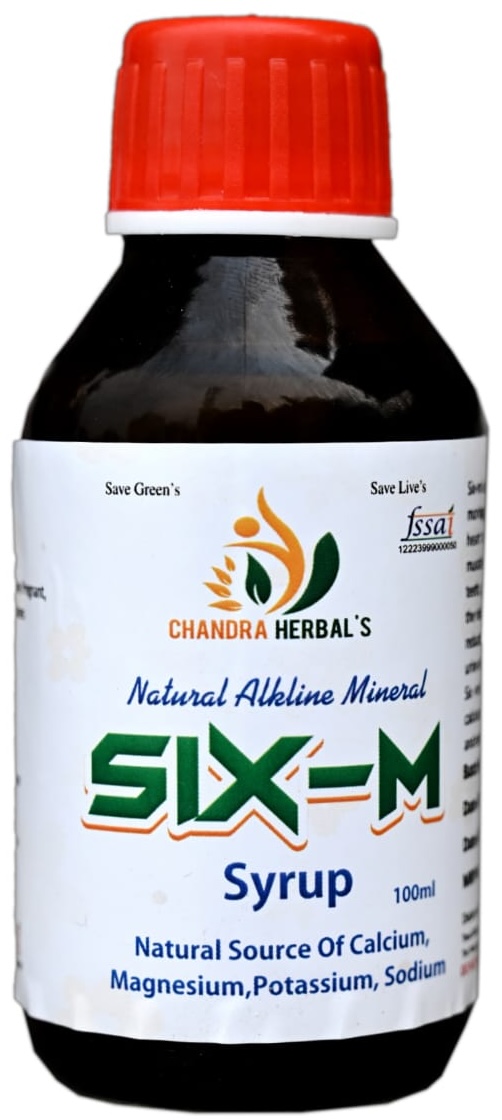 Save Green's
Save Live's
fssai
12223999000050
CHANDRA HERBAL'S
Natural Alkline Mineral
SIX-M
Syrup
100ml
Natural Source Of Calcium,
Magnesium,Potassium, Sodium